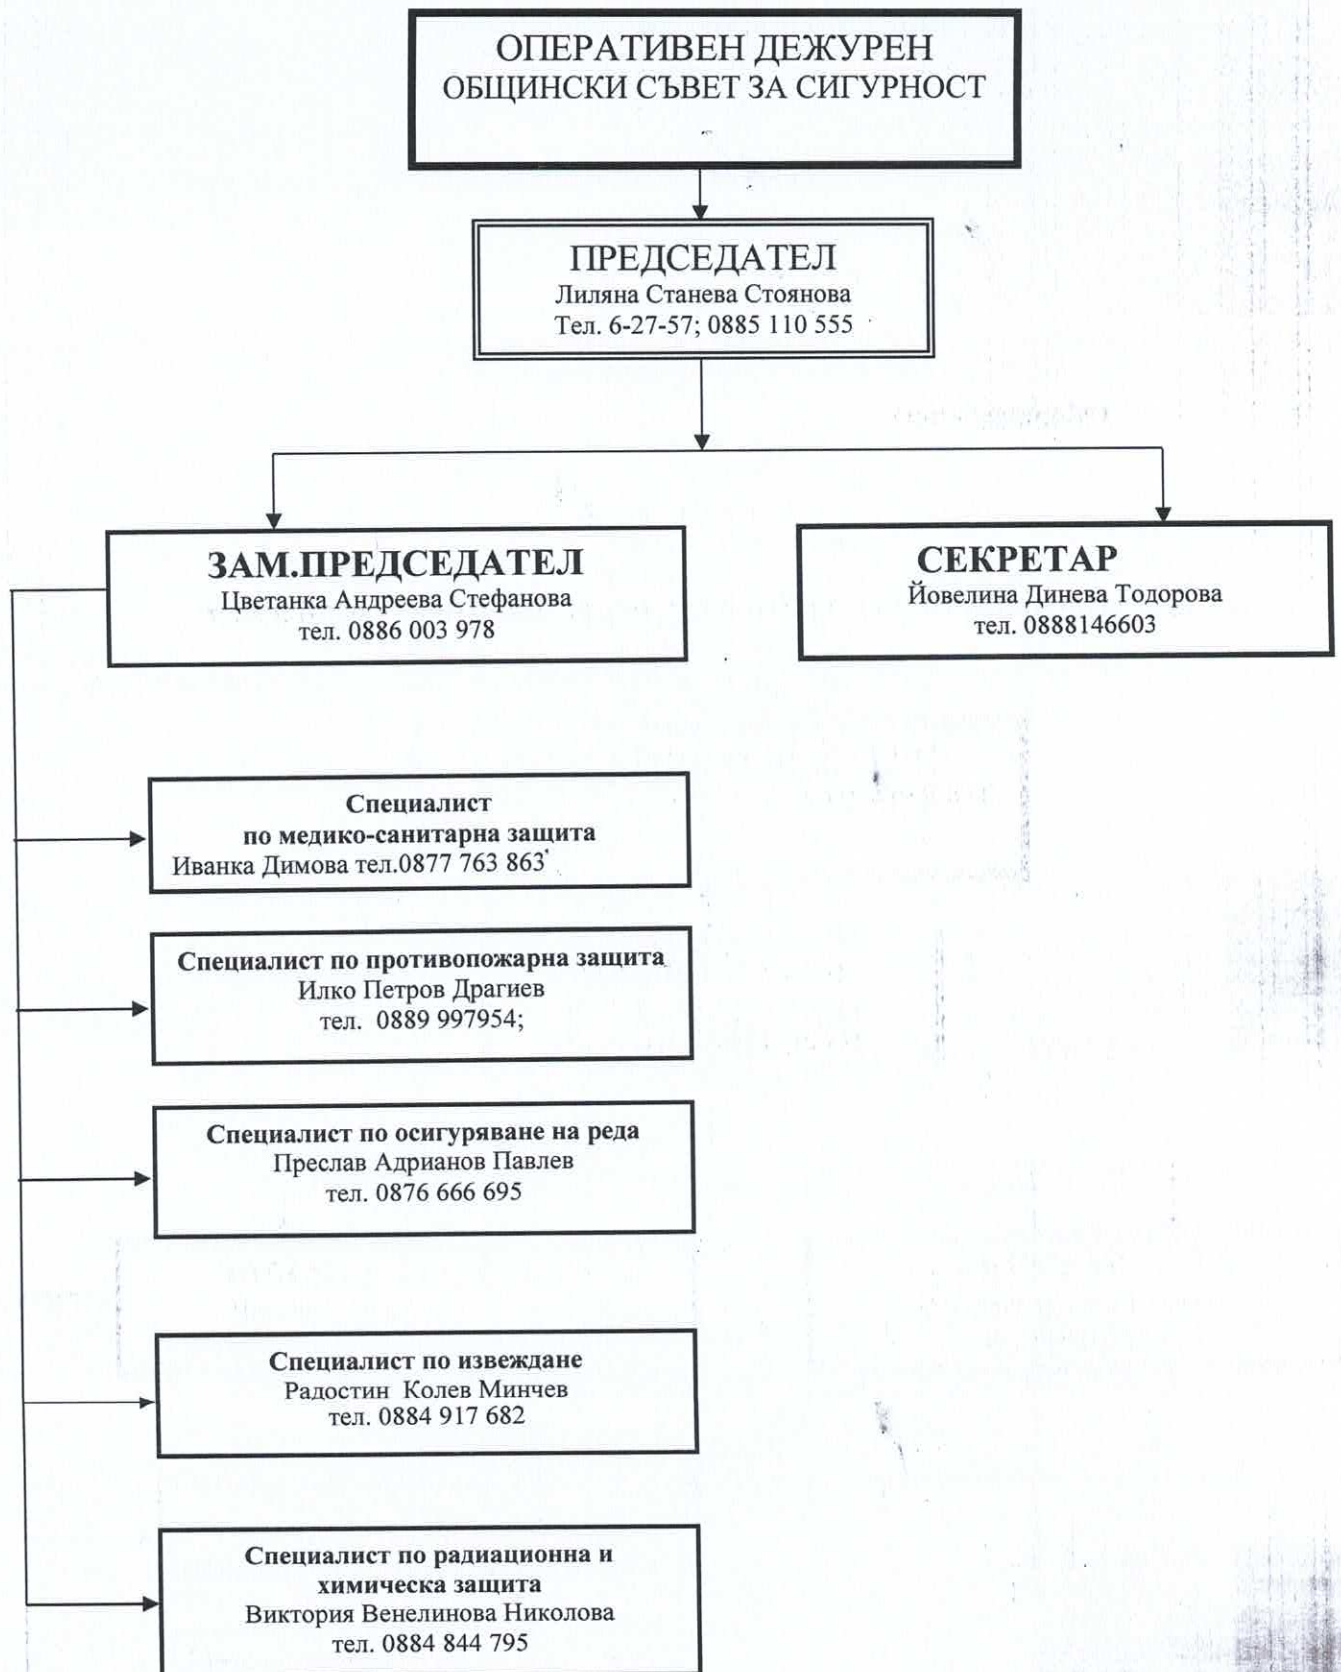 ОПЕРАТИВЕН ДЕЖУРЕН
ОБЩИНСКИ СЪВЕТ ЗА СИГУРНОСТ
ПРЕДСЕДАТЕЛ
Лиляна Станева Стоянова
Тел. 6-27-57; 0885 110 555
ЗАМ.ПРЕДСЕДАТЕЛ
Цветанка Андреева Стефанова
тел. 0886 003 978
СЕКРЕТАР
Йовелина Динева Тодорова
тел. 0888146603
Специалист
по медико-санитарна защита
Иванка Димова тел.0877 763 863
Специалист по противопожарна защита
Илко Петров Драгиев
тел. 0889 997954;
Специалист по осигуряване на реда
Преслав Адрианов Павлев
тел. 0876 666 695
Специалист по извеждане
Радостин Колев Минчев
тел. 0884 917 682
Специалист по радиационна и
химическа защита
Виктория Венелинова Николова
тел. 0884 844 795